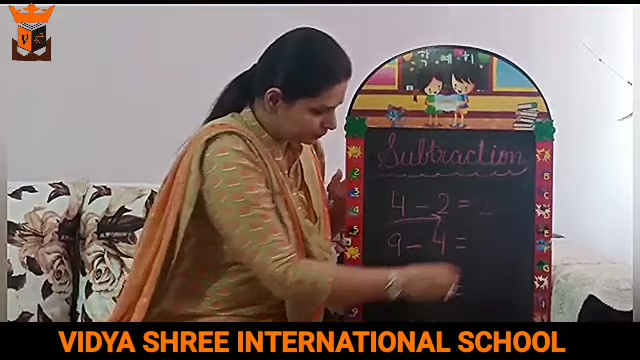 Subtraction
4 - 2 =
9 - 4 =
VIDYA SHREE INTERNATIONAL SCHOOL